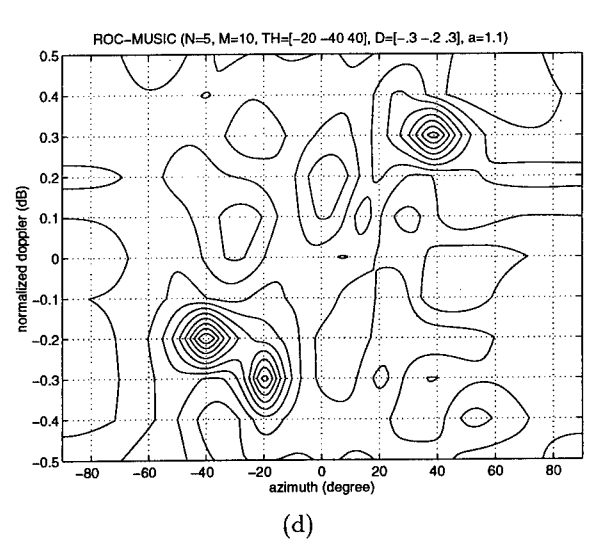 ROC−MUSIC (N=5, M=10, TH=[−20 −40 40], D=[−.3 −.2 .3], a=1.1)
0.5
0.4
0.3
0.2
0.1
0
−0.1
−0.2
−0.3
−0.4
−0.5
normalized doppler (dB)
−80 −60 −40 −20 0 20 40 60 80
azimuth (degree)
(d)